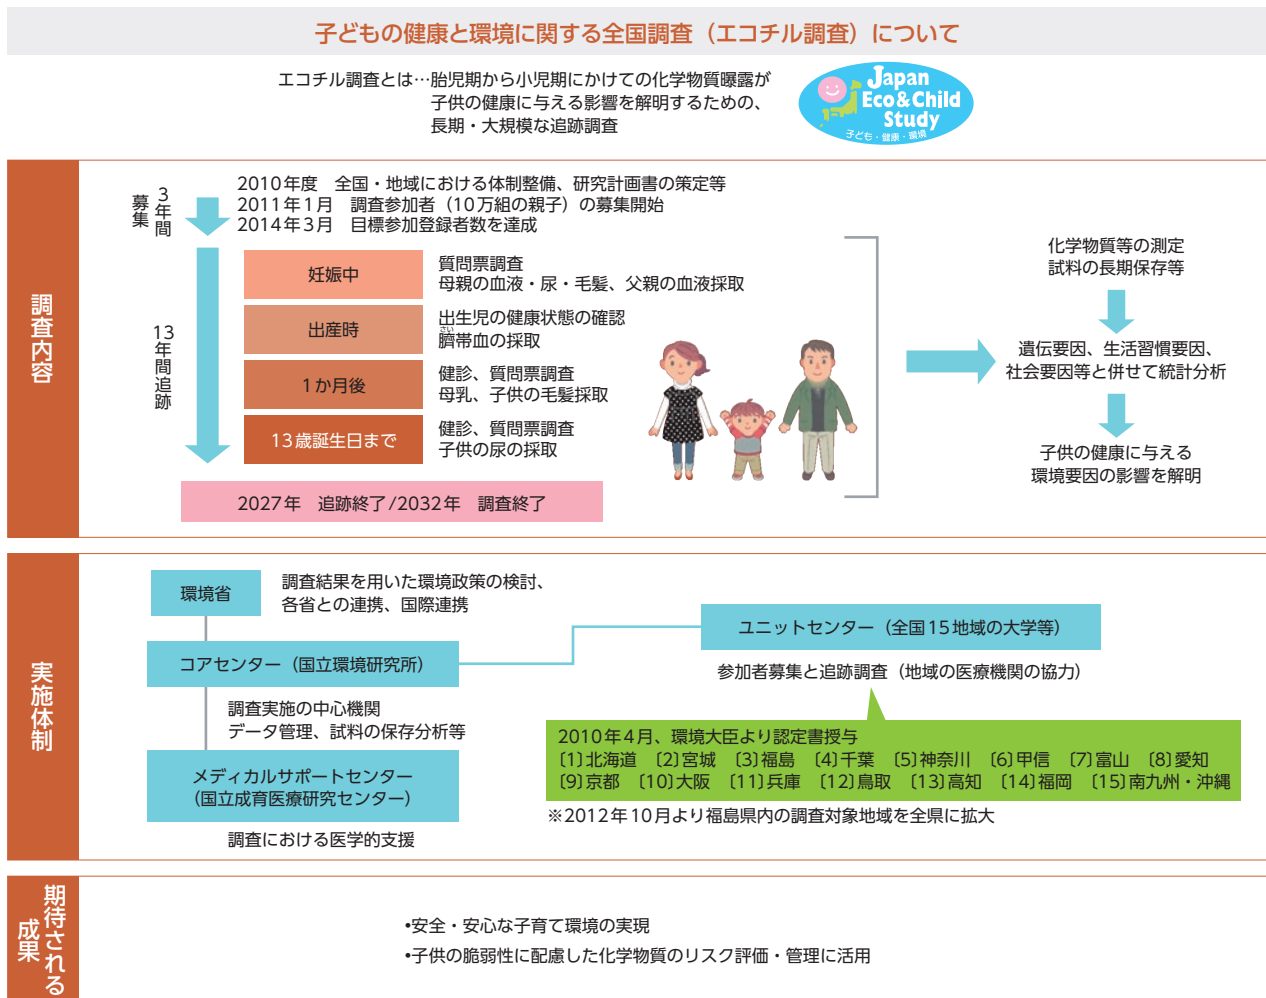 子どもの健康と環境に関する全国調査（エコチル調査）について
エコチル調査とは…胎児期から小児期にかけての化学物質曝露が
子供の健康に与える影響を解明するための、
長期・大規模な追跡調査
Japan
Eco&Child
Study
子ども・健康・環境
調査内容
3年間
募集
2010年度　全国・地域における体制整備、研究計画書の策定等
2011年1月　調査参加者（10万組の親子）の募集開始
2014年3月　目標参加登録者数を達成
13年間追跡
妊娠中
質問票調査
母親の血液・尿・毛髪、父親の血液採取
出産時
出生児の健康状態の確認
さい
臍帯血の採取
1か月後
健診、質問票調査
母乳、子供の毛髪採取
13歳誕生日まで
健診、質問票調査
子供の尿の採取
2027年　追跡終了/2032年　調査終了
化学物質等の測定
試料の長期保存等
遺伝要因、生活習慣要因、
社会要因等と併せて統計分析
子供の健康に与える
環境要因の影響を解明
実施体制
環境省
調査結果を用いた環境政策の検討、
各省との連携、国際連携
コアセンター（国立環境研究所）
調査実施の中心機関
データ管理、試料の保存分析等
メディカルサポートセンター
（国立成育医療研究センター）
調査における医学的支援
ユニットセンター（全国15地域の大学等）
参加者募集と追跡調査（地域の医療機関の協力）
2010年4月、環境大臣より認定書授与
〔1〕北海道　〔2〕宮城　〔3〕福島　〔4〕千葉　〔5〕神奈川　〔6〕甲信　〔7〕富山　〔8〕愛知
〔9〕京都　〔10〕大阪　〔11〕兵庫　〔12〕鳥取　〔13〕高知　〔14〕福岡　〔15〕南九州・沖縄
※2012年10月より福島県内の調査対象地域を全県に拡大
期待される
成果
•安全・安心な子育て環境の実現
•子供の脆弱性に配慮した化学物質のリスク評価・管理に活用